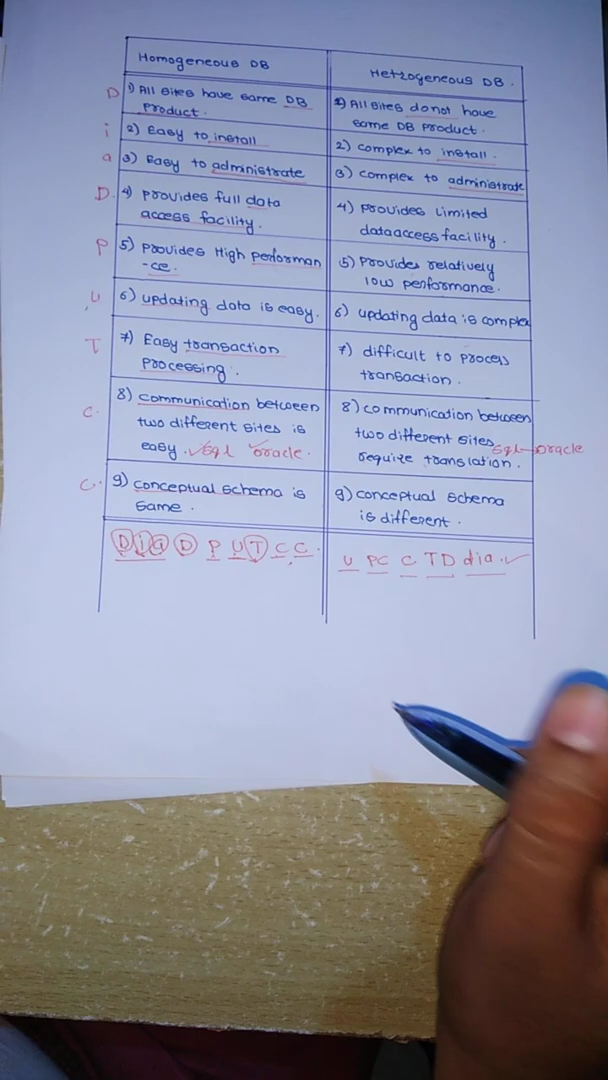 Homogeneous DB
Hetrogeneous DB.
D 1) All sites have same DB
product.
1) All sites donot have
same DB product.
i 2) Easy to install
2) complex to install.
a 3) Easy to administrate
3) complex to administrate
D. 4) provides full data
access facility.
4) provides Limited
dataaccess facility.
P 5) provides High performan
-ce.
5) provides relatively
low performance.
U 6) updating data is easy.
6) updating data is complex
T 7) Easy transaction
processing.
7) difficult to process
transaction.
C. 8) communication between
two different sites is
easy. ✓Sql ✓oracle.
8) communication between
two different sites sql→oracle
require translation.
C. 9) conceptual schema is
same.
9) conceptual schema
is different.
D i a D P U T C C.
U PC C TD dia. ✓